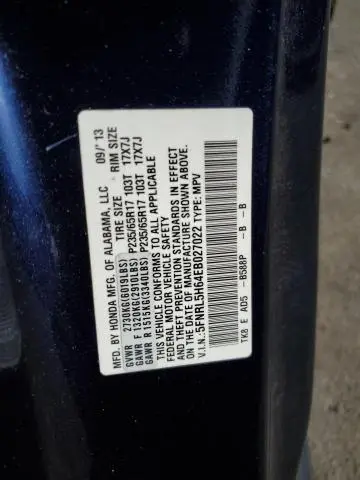 MFD. BY HONDA MFG. OF ALABAMA, LLC 09/'13
TIRE SIZE RIM SIZE
GVWR 2730KG(6019LBS)
GAWR F 1320KG(2910LBS) P235/65R17 103T 17X7J
GAWR R 1515KG(3340LBS) P235/65R17 103T 17X7J
THIS VEHICLE CONFORMS TO ALL APPLICABLE
FEDERAL MOTOR VEHICLE SAFETY
AND THEFT PREVENTION STANDARDS IN EFFECT
ON THE DATE OF MANUFACTURE SHOWN ABOVE.
V.I.N.:5FNRL5H64EB027022 TYPE: MPV
TK8 E AD5 -B588P -B -B